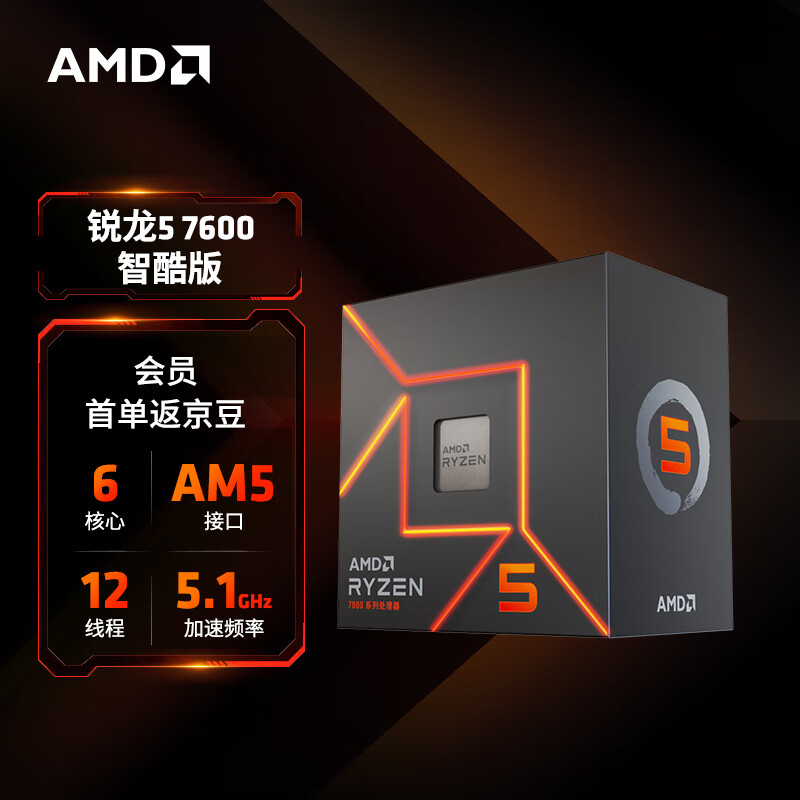 AMD
锐龙5 7600
智酷版
会员
首单返京豆
6
核心
AM5
接口
12
线程
5.1GHz
加速频率
AMD
RYZEN
AMD
RYZEN
7000 系列处理器
5
5
AMD